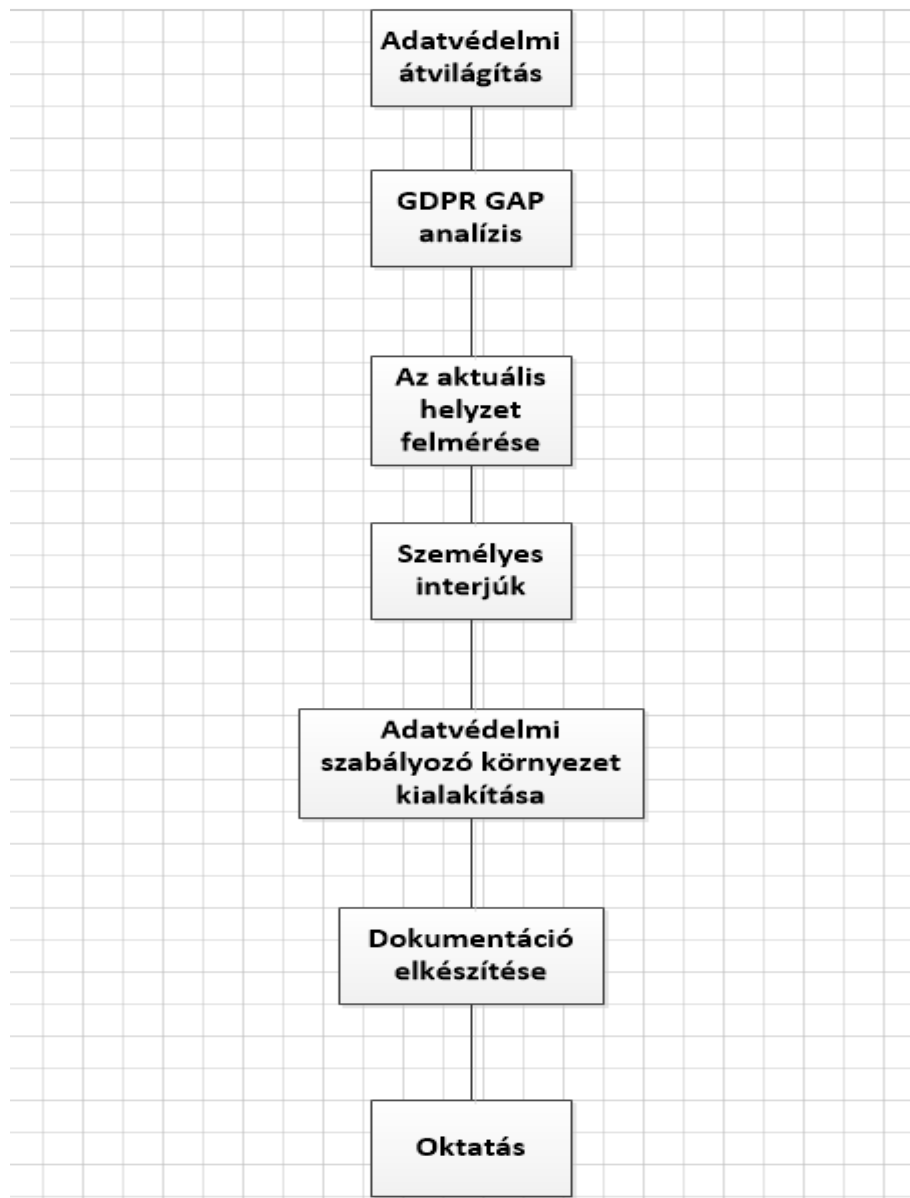 Adatvédelmi
átvilágítás
GDPR GAP
analízis
Az aktuális
helyzet
felmérése
Személyes
interjúk
Adatvédelmi
szabályozó környezet
kialakítása
Dokumentáció
elkészítése
Oktatás